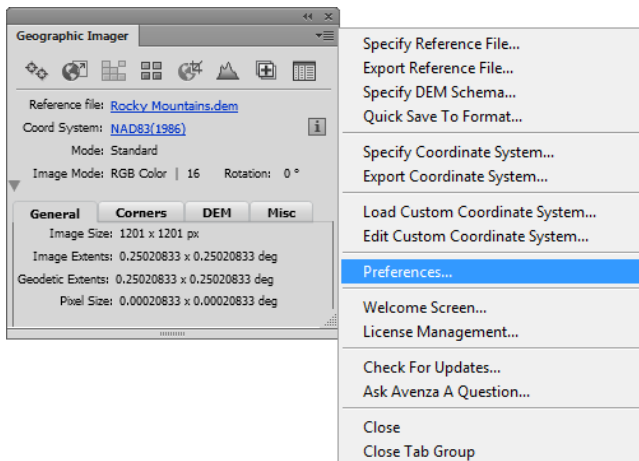 Geographic Imager
Reference file: Rocky Mountains.dem
Coord System: NAD83(1986)
i
Mode: Standard
Image Mode: RGB Color | 16 Rotation: 0 °
General Corners DEM Misc
Image Size: 1201 x 1201 px
Image Extents: 0.25020833 x 0.25020833 deg
Geodetic Extents: 0.25020833 x 0.25020833 deg
Pixel Size: 0.00020833 x 0.00020833 deg
Specify Reference File...
Export Reference File...
Specify DEM Schema...
Quick Save To Format...
Specify Coordinate System...
Export Coordinate System...
Load Custom Coordinate System...
Edit Custom Coordinate System...
Preferences...
Welcome Screen...
License Management...
Check For Updates...
Ask Avenza A Question...
Close
Close Tab Group